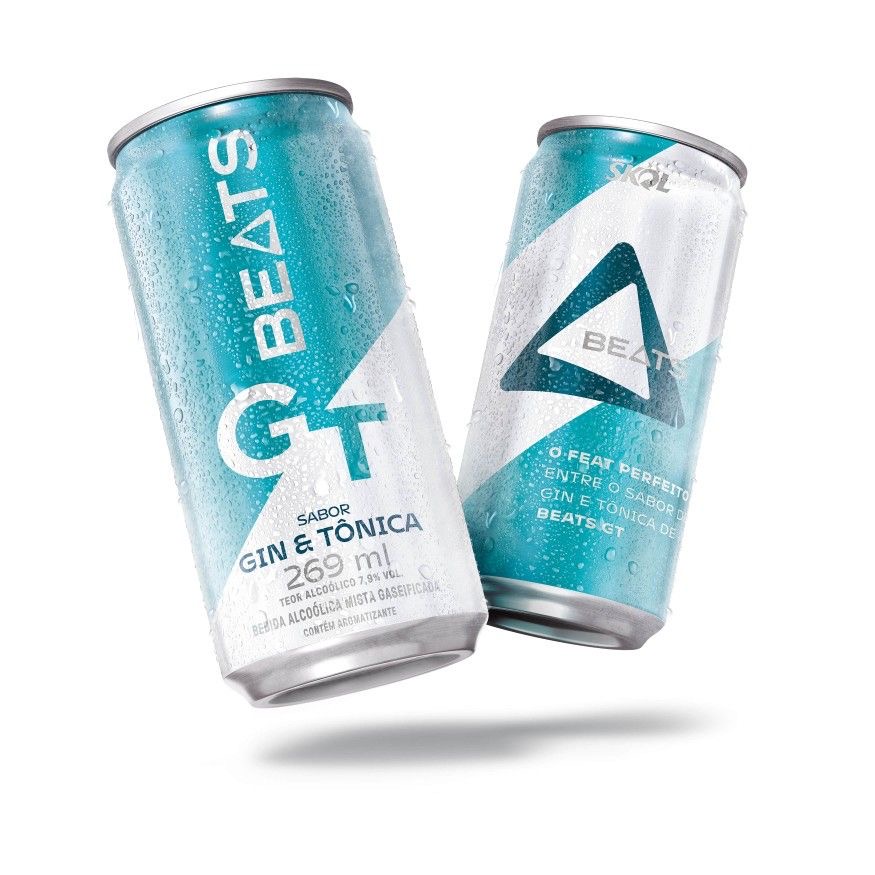 BEATS
GT
SABOR
GIN & TÔNICA
269 ml
TEOR ALCOÓLICO 7,9% VOL.
BEBIDA ALCOÓLICA MISTA GASEIFICADA
CONTÉM AROMATIZANTE
SKOL
BEATS
O FEAT PERFEITO
ENTRE O SABOR D
GIN E TÔNICA DE
BEATS GT